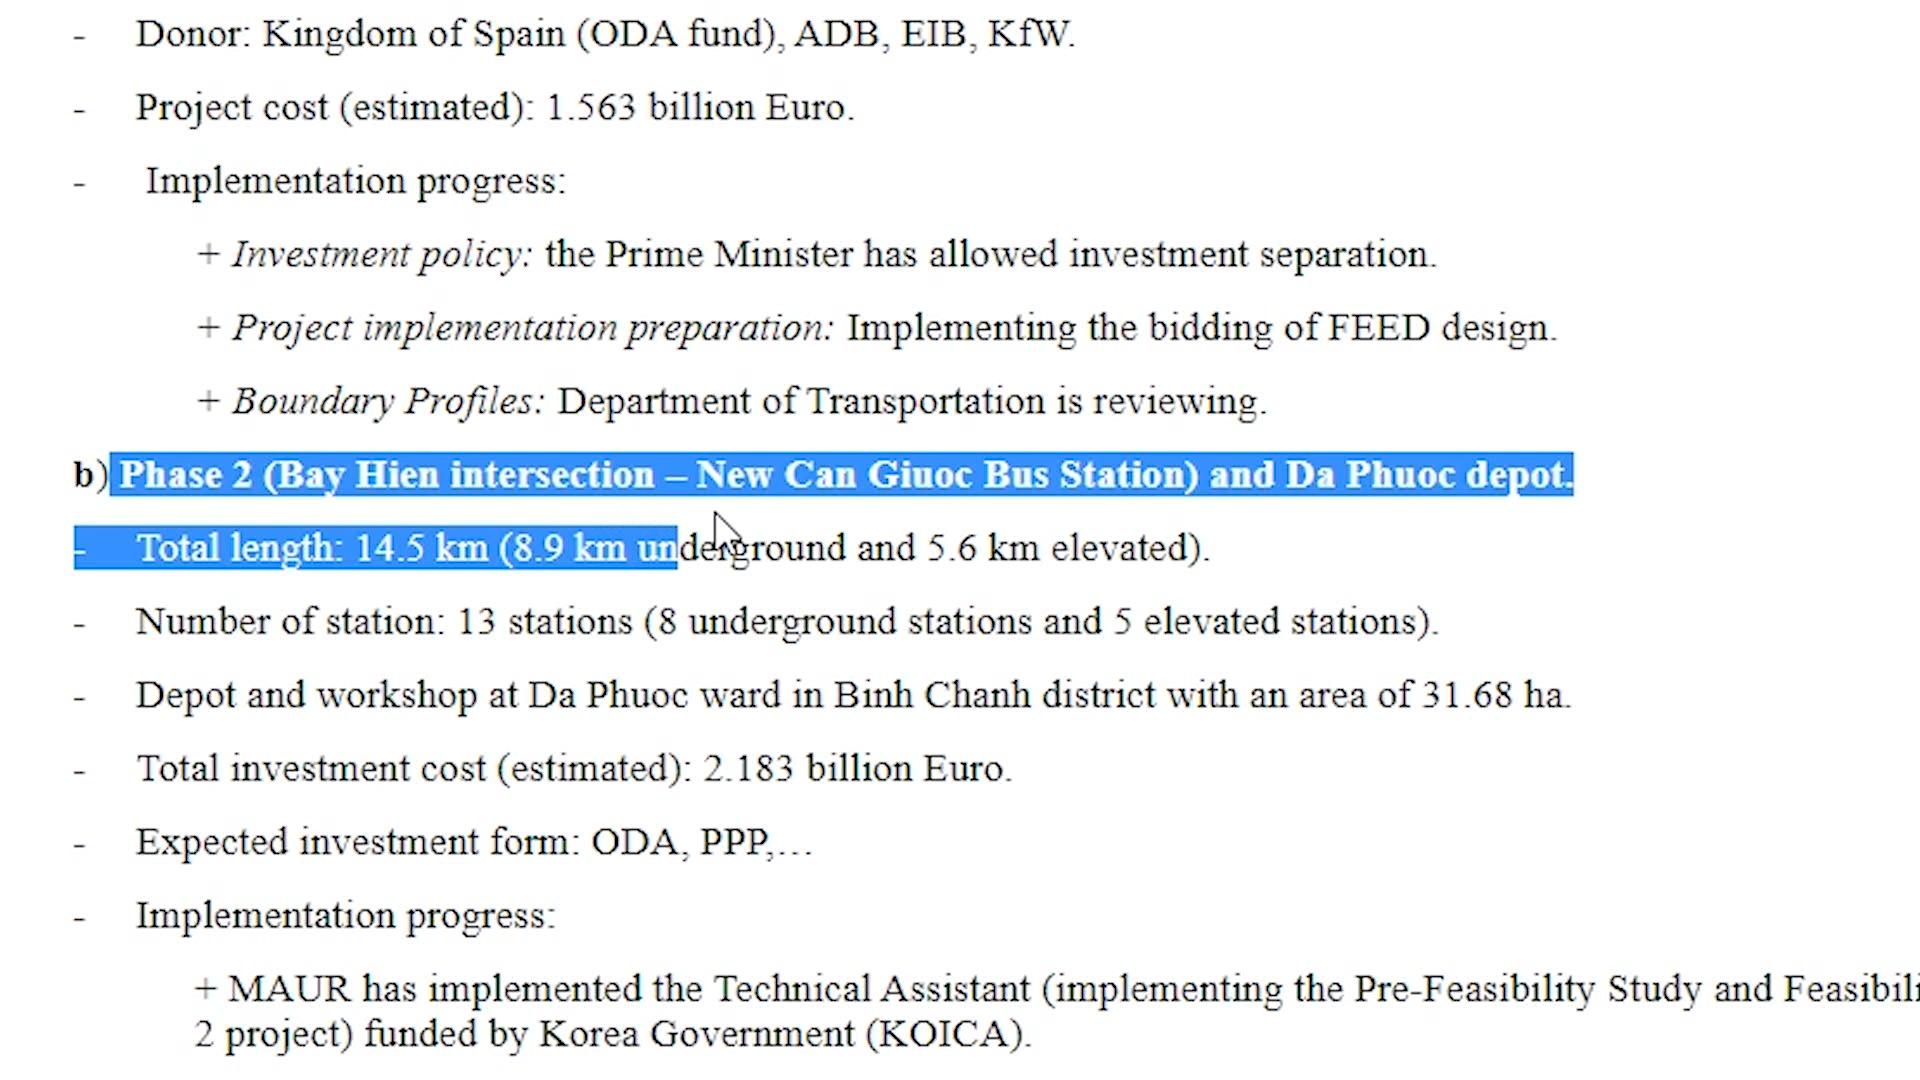 - Donor: Kingdom of Spain (ODA fund), ADB, EIB, KfW.
- Project cost (estimated): 1.563 billion Euro.
- Implementation progress:
+ Investment policy: the Prime Minister has allowed investment separation.
+ Project implementation preparation: Implementing the bidding of FEED design.
+ Boundary Profiles: Department of Transportation is reviewing.
b) Phase 2 (Bay Hien intersection – New Can Giuoc Bus Station) and Da Phuoc depot.
- Total length: 14.5 km (8.9 km underground and 5.6 km elevated).
- Number of station: 13 stations (8 underground stations and 5 elevated stations).
- Depot and workshop at Da Phuoc ward in Binh Chanh district with an area of 31.68 ha.
- Total investment cost (estimated): 2.183 billion Euro.
- Expected investment form: ODA, PPP,…
- Implementation progress:
+ MAUR has implemented the Technical Assistant (implementing the Pre-Feasibility Study and Feasibili
2 project) funded by Korea Government (KOICA).